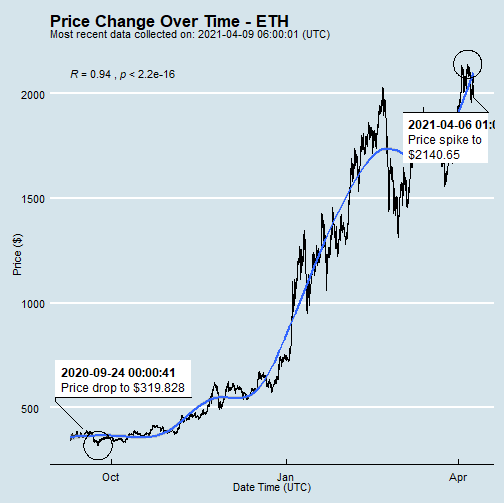 Price Change Over Time - ETH
Most recent data collected on: 2021-04-09 06:00:01 (UTC)
R = 0.94 , p < 2.2e-16
2021-04-06 01:0
Price spike to
$2140.65
2020-09-24 00:00:41
Price drop to $319.828
Price ($)
2000
1500
1000
500
Oct
Jan
Apr
Date Time (UTC)